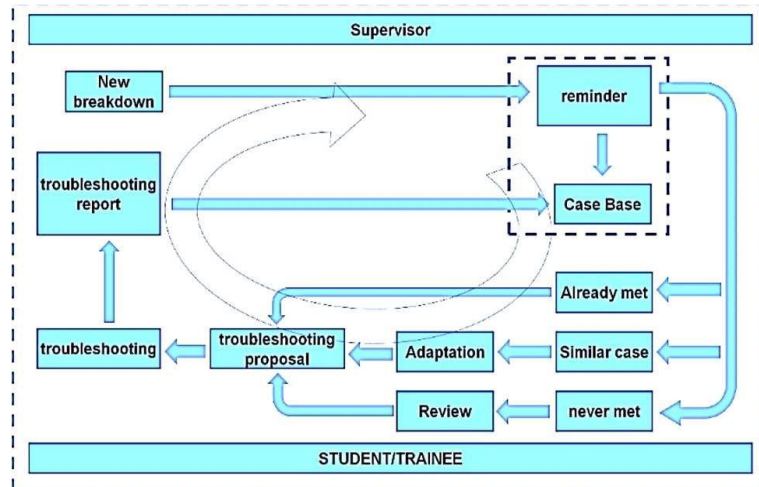 Supervisor
New
breakdown
reminder
troubleshooting
report
Case Base
Already met
troubleshooting
troubleshooting
proposal
Adaptation
Similar case
Review
never met
STUDENT/TRAINEE